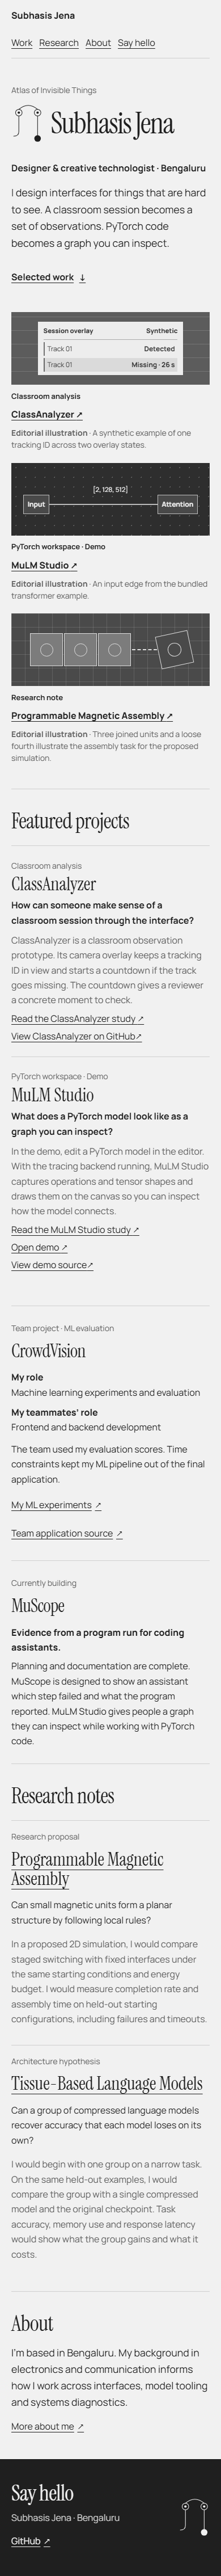 Subhasis Jena
Work Research About Say hello
Atlas of Invisible Things
Subhasis Jena
Designer & creative technologist · Bengaluru
I design interfaces for things that are hard
to see. A classroom session becomes a
set of observations. PyTorch code
becomes a graph you can inspect.
Selected work ↓
Session overlay Synthetic
Track 01 Detected
Track 01 Missing · 26 s
Classroom analysis
ClassAnalyzer ↗
Editorial illustration · A synthetic example of one
tracking ID across two overlay states.
[2, 128, 512]
Input Attention
PyTorch workspace · Demo
MuLM Studio ↗
Editorial illustration · An input edge from the bundled
transformer example.
Research note
Programmable Magnetic Assembly ↗
Editorial illustration · Three joined units and a loose
fourth illustrate the assembly task for the proposed
simulation.
Featured projects
Classroom analysis
ClassAnalyzer
How can someone make sense of a
classroom session through the interface?
ClassAnalyzer is a classroom observation
prototype. Its camera overlay keeps a tracking
ID in view and starts a countdown if the track
goes missing. The countdown gives a reviewer
a concrete moment to check.
Read the ClassAnalyzer study ↗
View ClassAnalyzer on GitHub↗
PyTorch workspace · Demo
MuLM Studio
What does a PyTorch model look like as a
graph you can inspect?
In the demo, edit a PyTorch model in the editor.
With the tracing backend running, MuLM Studio
captures operations and tensor shapes and
draws them on the canvas so you can inspect
how the model connects.
Read the MuLM Studio study ↗
Open demo ↗
View demo source↗
Team project · ML evaluation
CrowdVision
My role
Machine learning experiments and evaluation
My teammates' role
Frontend and backend development
The team used my evaluation scores. Time
constraints kept my ML pipeline out of the final
application.
My ML experiments ↗
Team application source ↗
Currently building
MuScope
Evidence from a program run for coding
assistants.
Planning and documentation are complete.
MuScope is designed to show an assistant
which step failed and what the program
reported. MuLM Studio gives people a graph
they can inspect while working with PyTorch
code.
Research notes
Research proposal
Programmable Magnetic
Assembly
Can small magnetic units form a planar
structure by following local rules?
In a proposed 2D simulation, I would compare
staged switching with fixed interfaces under
the same starting conditions and energy
budget. I would measure completion rate and
assembly time on held-out starting
configurations, including failures and timeouts.
Architecture hypothesis
Tissue-Based Language Models
Can a group of compressed language models
recover accuracy that each model loses on its
own?
I would begin with one group on a narrow task.
On the same held-out examples, I would
compare the group with a single compressed
model and the original checkpoint. Task
accuracy, memory use and response latency
would show what the group gains and what it
costs.
About
I'm based in Bengaluru. My background in
electronics and communication informs
how I work across interfaces, model tooling
and systems diagnostics.
More about me ↗
Say hello
Subhasis Jena · Bengaluru
GitHub ↗